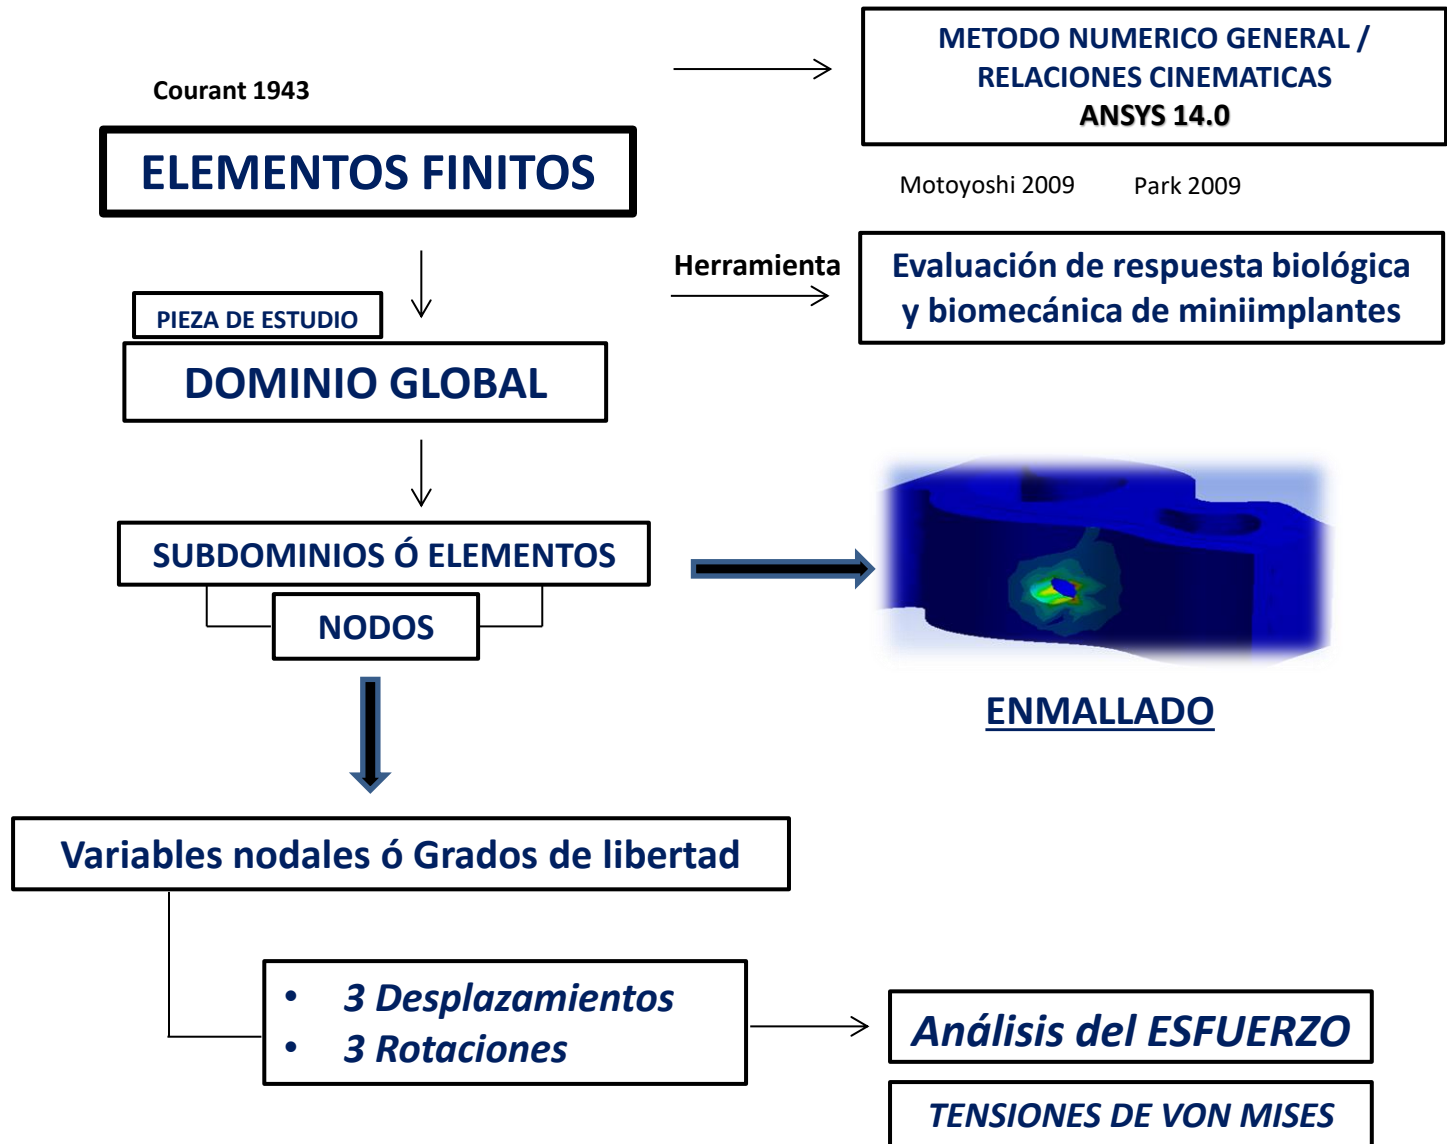 METODO NUMERICO GENERAL /
RELACIONES CINEMATICAS
ANSYS 14.0
Courant 1943
ELEMENTOS FINITOS
Motoyoshi 2009
Park 2009
Herramienta
Evaluación de respuesta biológica
y biomecánica de miniimplantes
PIEZA DE ESTUDIO
DOMINIO GLOBAL
SUBDOMINIOS Ó ELEMENTOS
NODOS
ENMALLADO
Variables nodales ó Grados de libertad
• 3 Desplazamientos
• 3 Rotaciones
Análisis del ESFUERZO
TENSIONES DE VON MISES